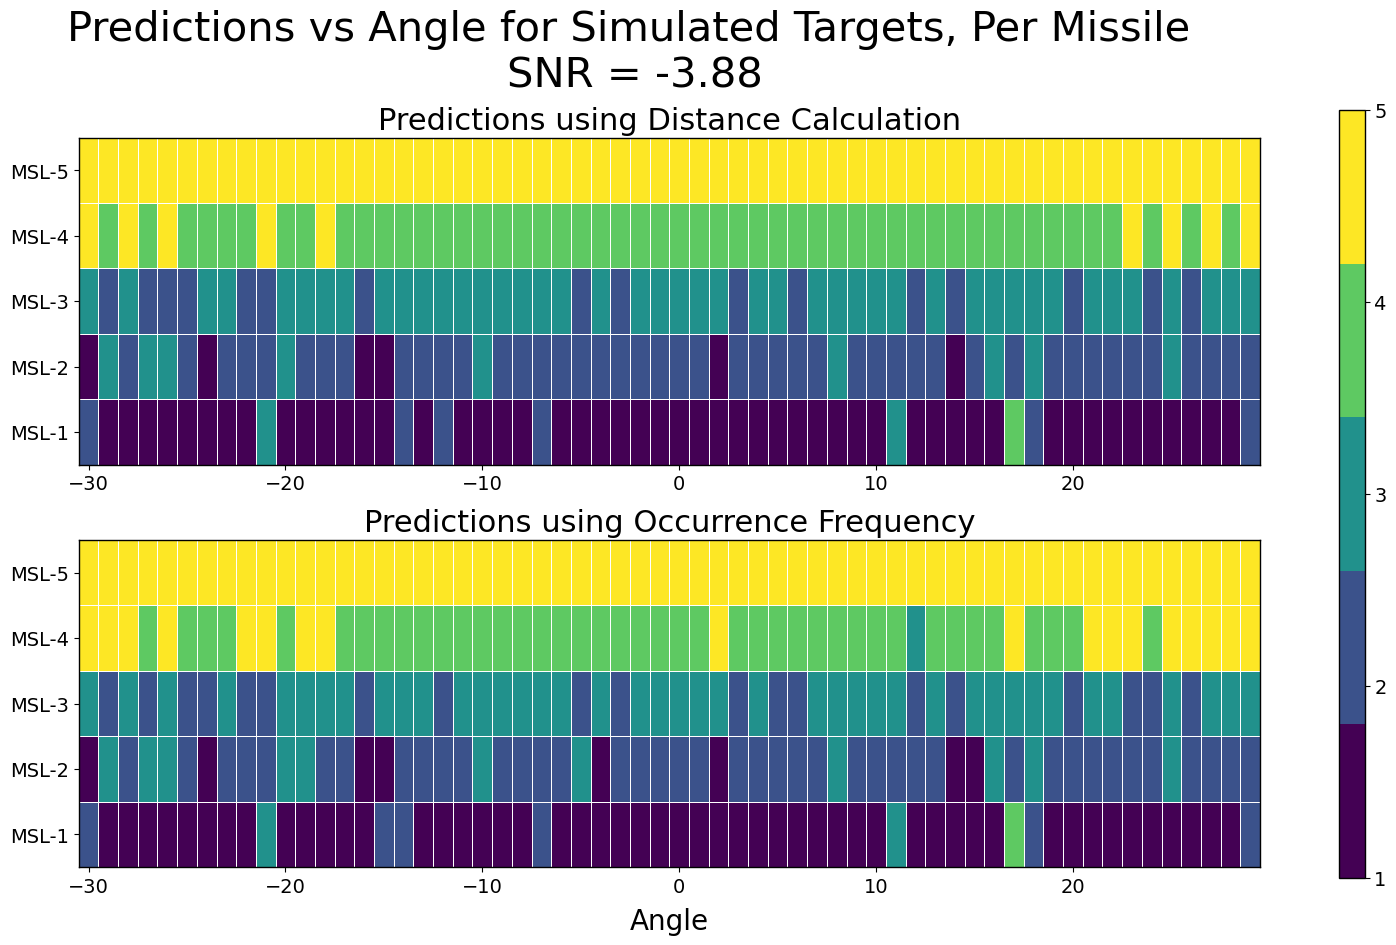 Predictions vs Angle for Simulated Targets, Per Missile
SNR = -3.88
Predictions using Distance Calculation
MSL-5
MSL-4
MSL-3
MSL-2
MSL-1
−30 −20 −10 0 10 20
Predictions using Occurrence Frequency
MSL-5
MSL-4
MSL-3
MSL-2
MSL-1
−30 −20 −10 0 10 20
Angle
5
4
3
2
1